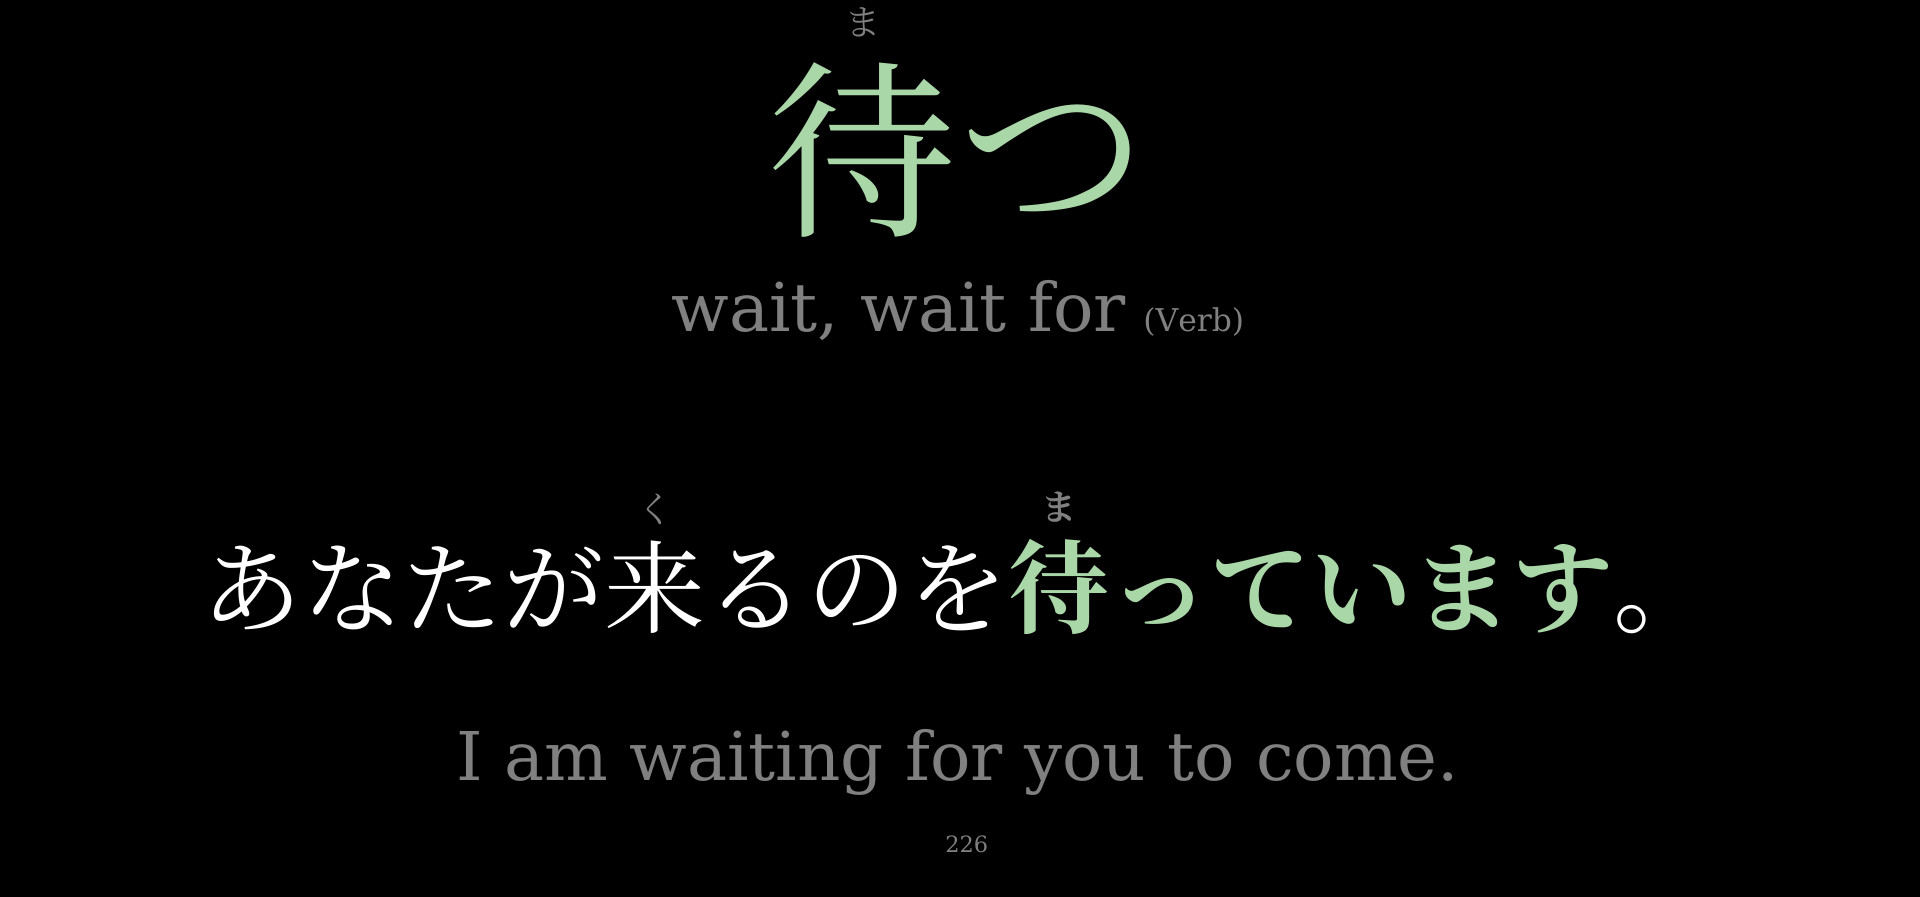 ま
待つ
wait, wait for (Verb)
く ま
あなたが来るのを待っています。
I am waiting for you to come.
226